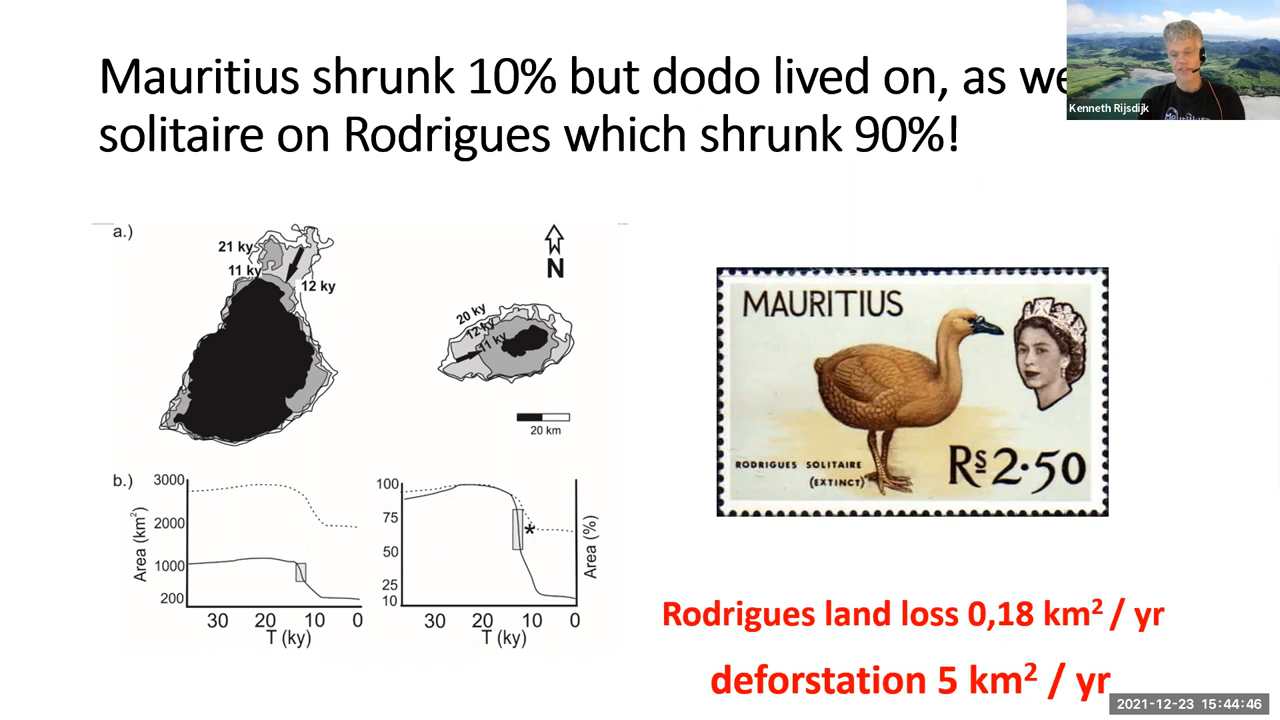 Mauritius shrunk 10% but dodo lived on, as
solitaire on Rodrigues which shrunk 90%!
Kenneth Rijsdijk
a.)
21 ky
11 ky
12 ky
N
20 ky
12 ky
11 ky
20 km
MAURITIUS
RODRIGUES SOLITAIRE
(EXTINCT)
Rs 2·50
b.)
3000
2000
1000
200
Area (km²)
30 20 10 0
T (ky)
100
75
50
25
10
*
Area (%)
30 20 10 0
T (ky)
Rodrigues land loss 0,18 km² / yr
deforstation 5 km² / yr
2021-12-23 15:44:46